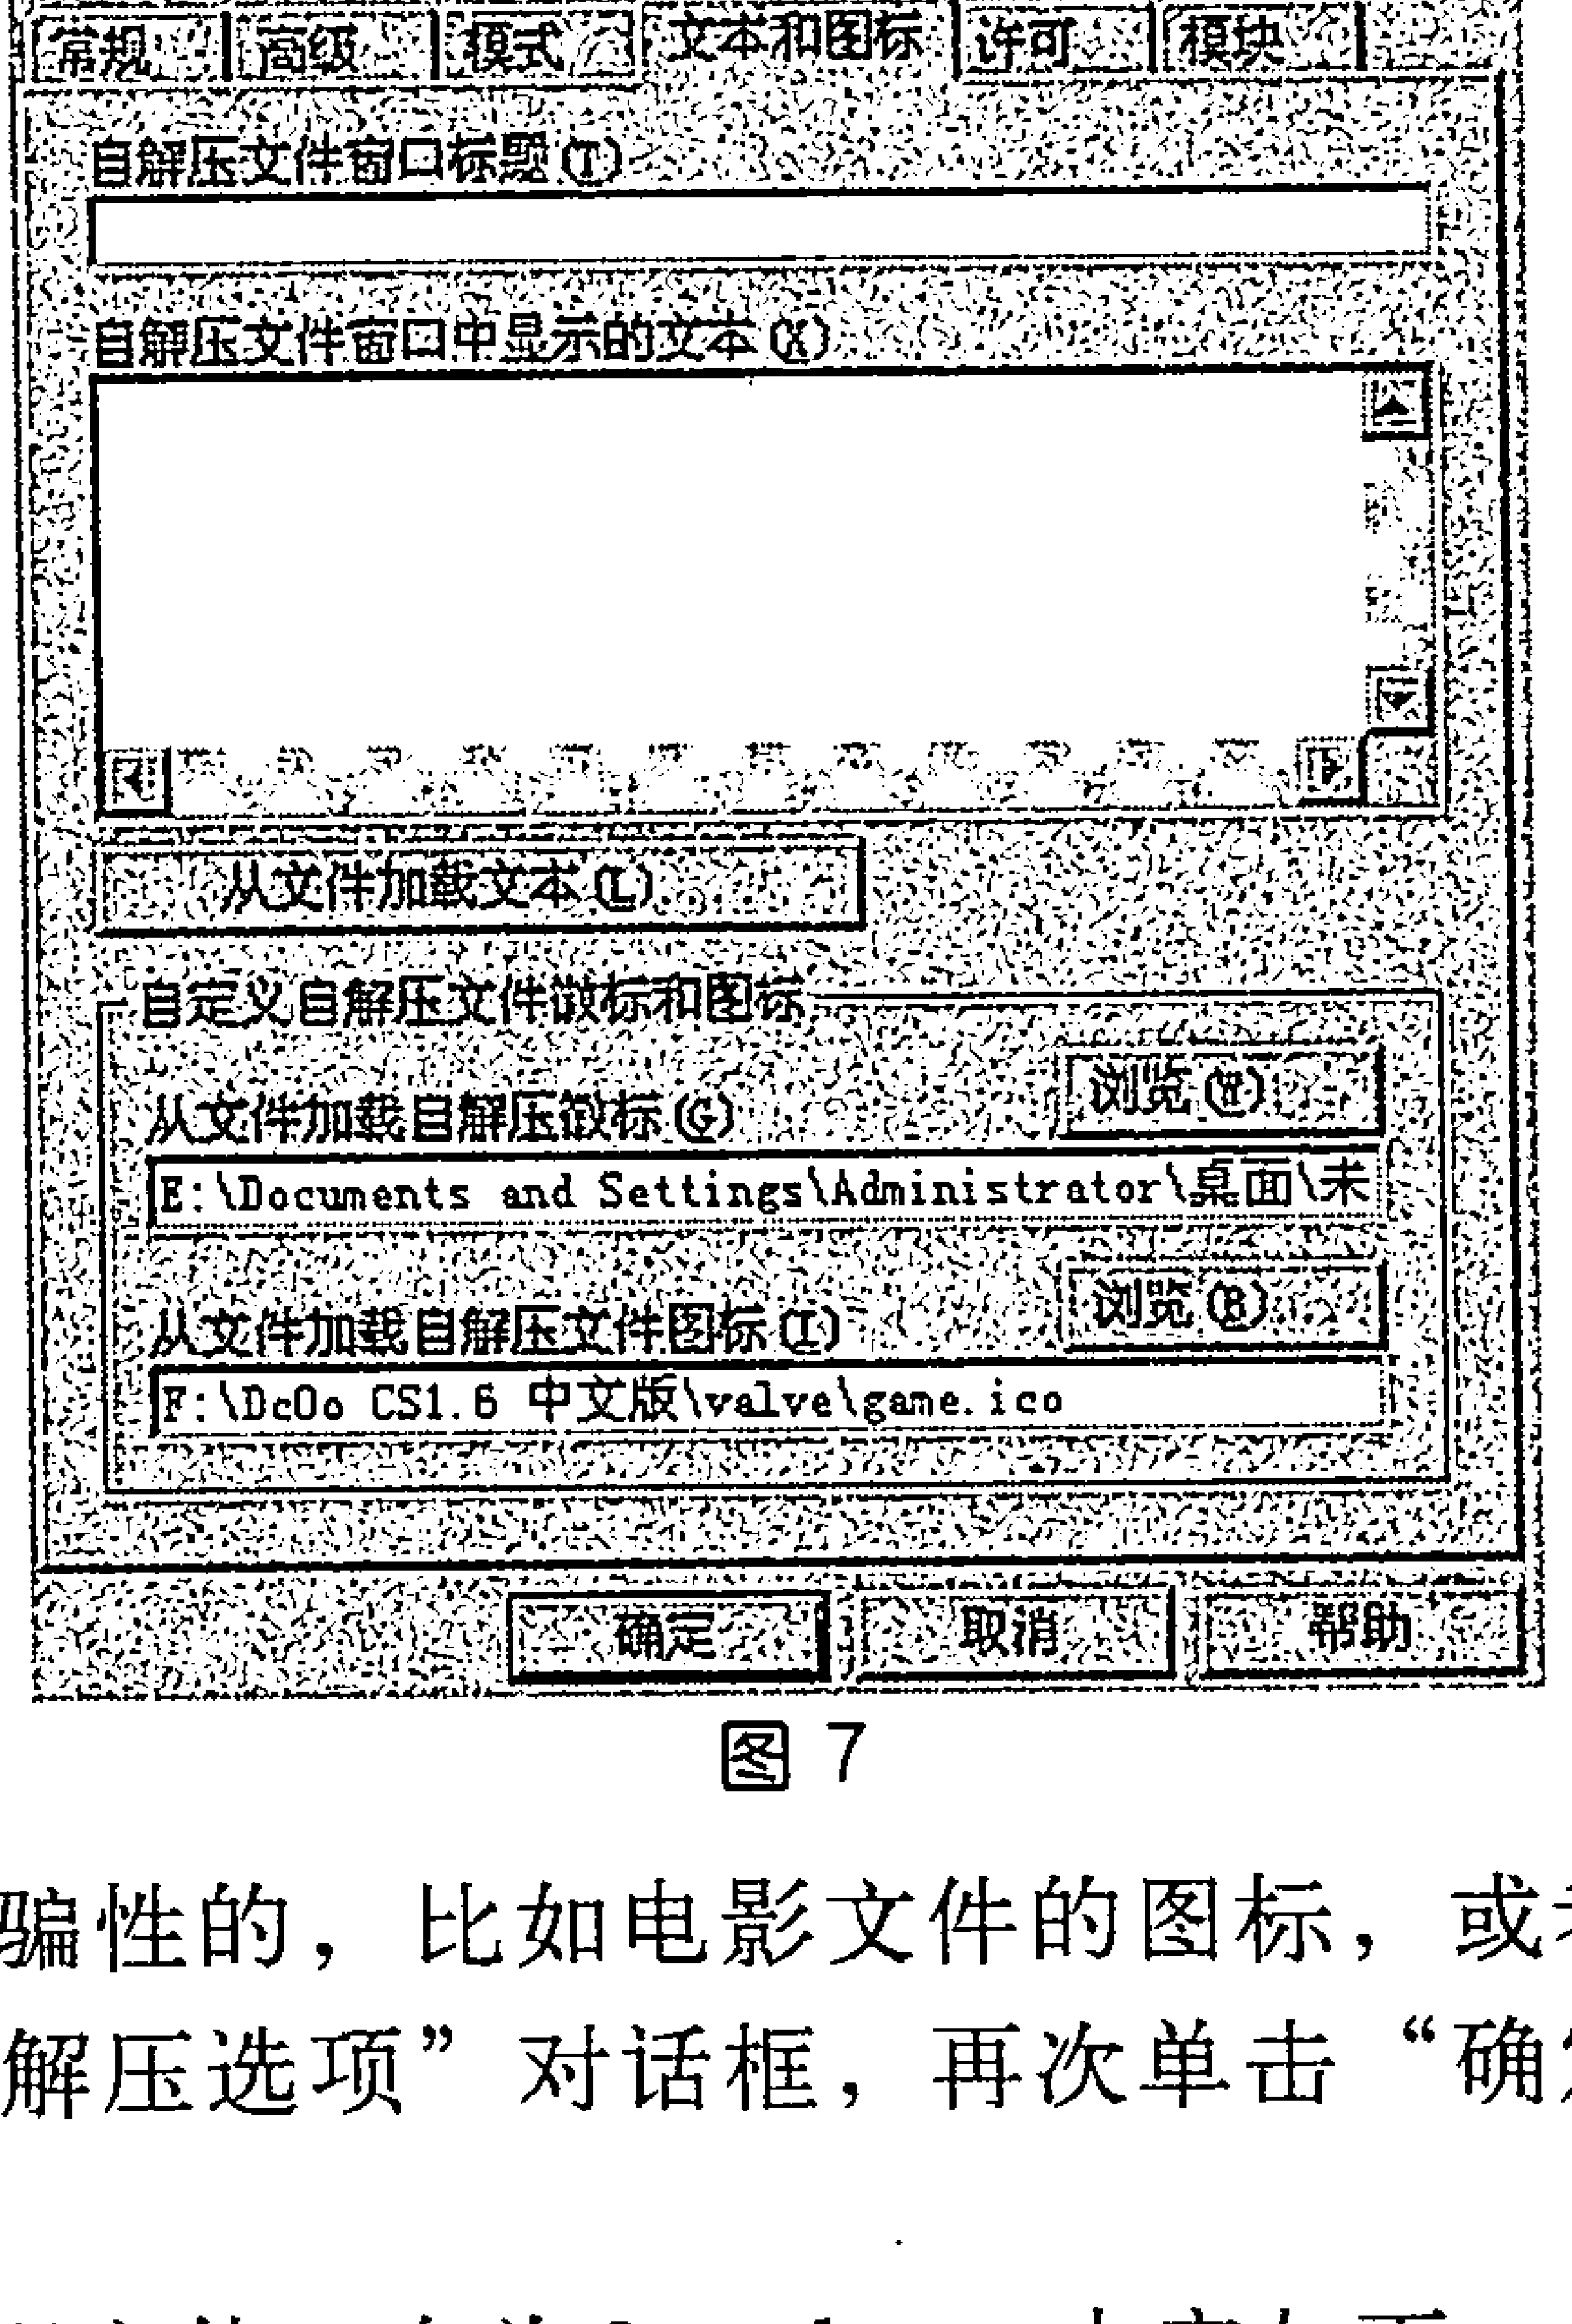 常规 高级 模式 文本和图标 许可 模块
自解压文件窗口标题(T)
自解压文件窗口中显示的文本(X)
从文件加载文本(L)
自定义自解压文件徽标和图标
浏览(W)
从文件加载自解压徽标(G)
E:\Documents and Settings\Administrator\桌面\未
浏览(B)
从文件加载自解压文件图标(I)
F:\DcOo CS1.6 中文版\valve\game.ico
确定 取消 帮助
图 7
骗性的，比如电影文件的图标，或
解压选项”对话框，再次单击“确